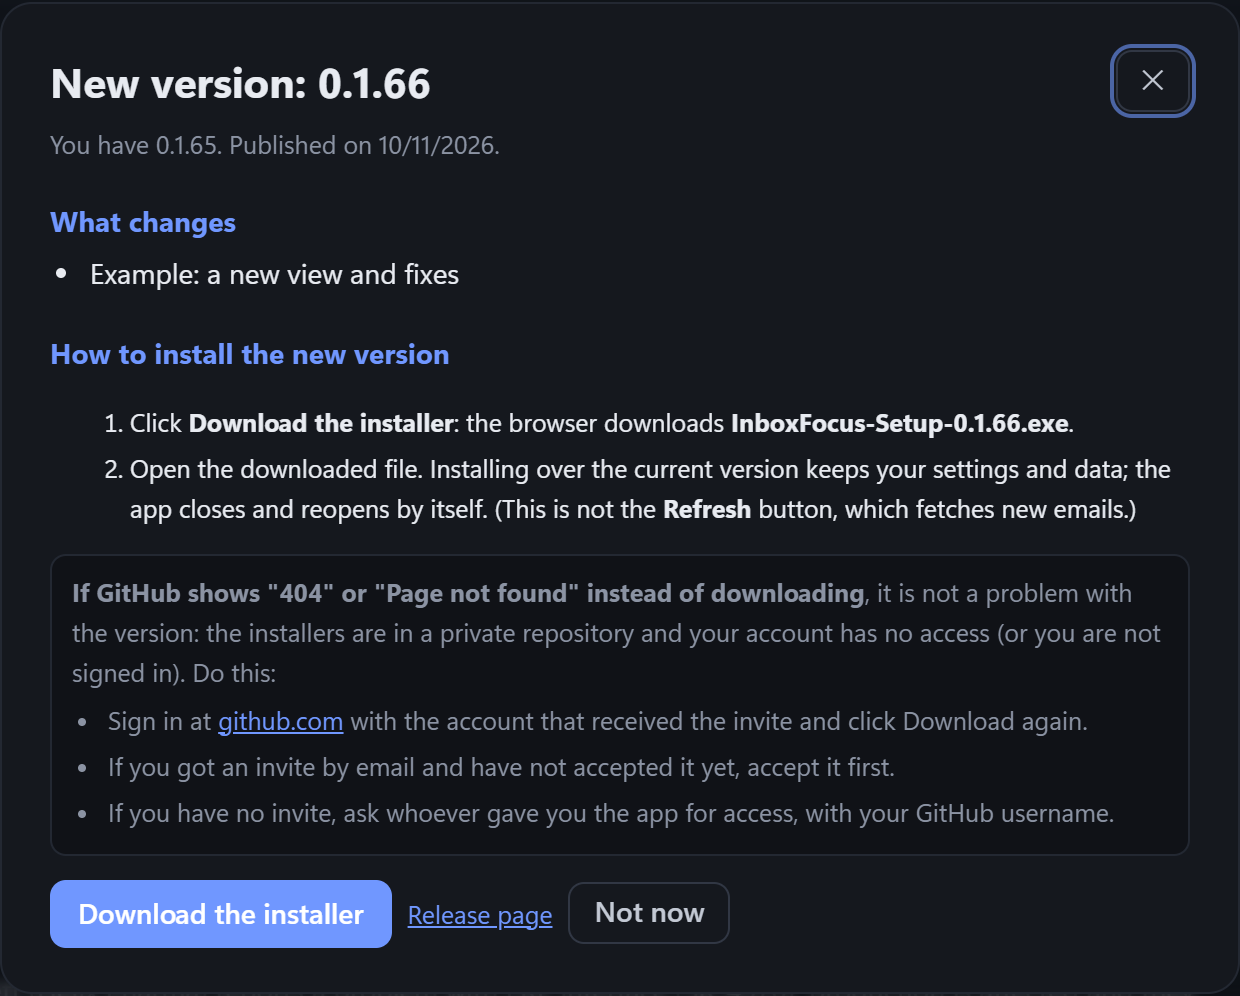 New version: 0.1.66
You have 0.1.65. Published on 10/11/2026.
What changes
• Example: a new view and fixes
How to install the new version
1. Click Download the installer: the browser downloads InboxFocus-Setup-0.1.66.exe.
2. Open the downloaded file. Installing over the current version keeps your settings and data; the
app closes and reopens by itself. (This is not the Refresh button, which fetches new emails.)
If GitHub shows "404" or "Page not found" instead of downloading, it is not a problem with
the version: the installers are in a private repository and your account has no access (or you are not
signed in). Do this:
• Sign in at github.com with the account that received the invite and click Download again.
• If you got an invite by email and have not accepted it yet, accept it first.
• If you have no invite, ask whoever gave you the app for access, with your GitHub username.
Download the installer Release page Not now